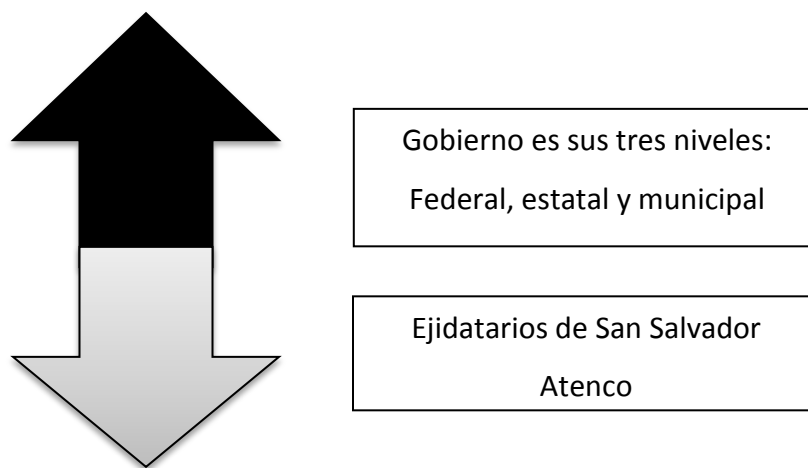 Gobierno es sus tres niveles:
Federal, estatal y municipal
Ejidatarios de San Salvador
Atenco